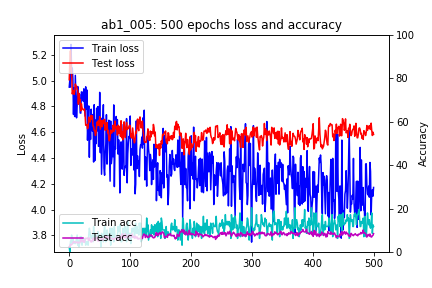 ab1_005: 500 epochs loss and accuracy
Train loss
Test loss
Train acc
Test acc
Loss
5.2
5.0
4.8
4.6
4.4
4.2
4.0
3.8
Accuracy
100
80
60
40
20
0
0 100 200 300 400 500